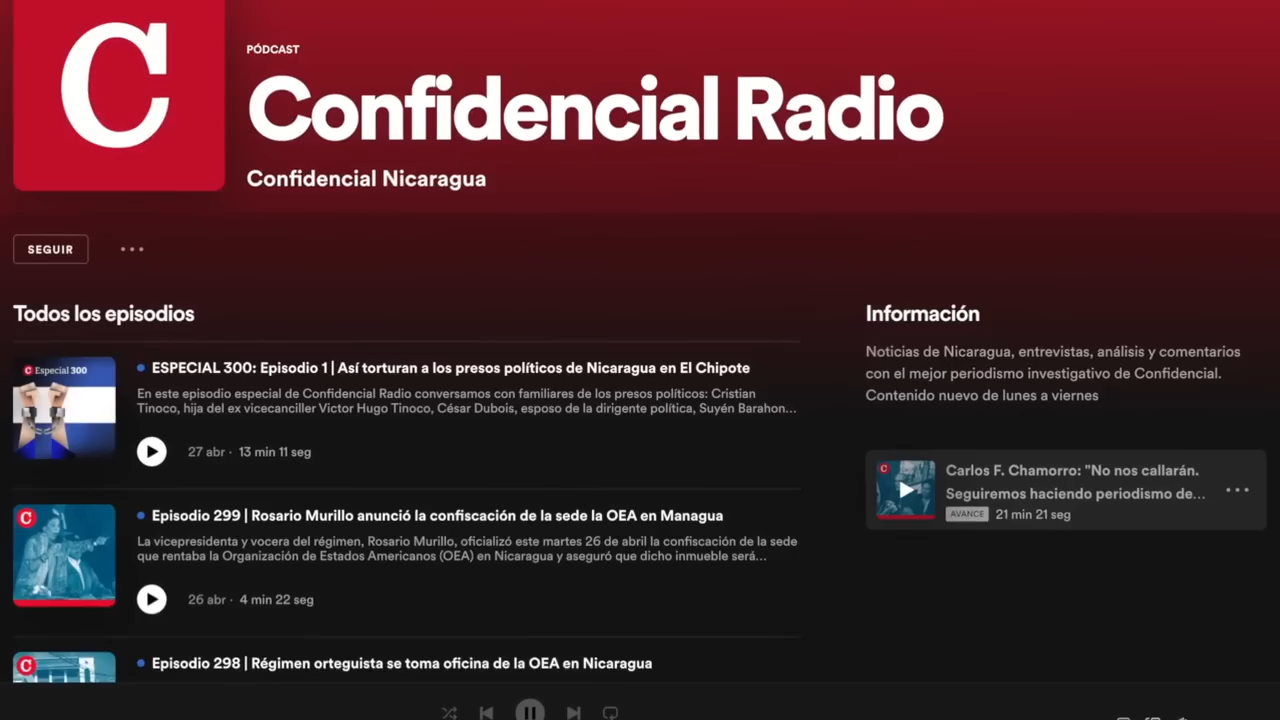 C
PÓDCAST
Confidencial Radio
Confidencial Nicaragua
SEGUIR
Todos los episodios
C Especial 300
ESPECIAL 300: Episodio 1 | Así torturan a los presos políticos de Nicaragua en El Chipote
En este episodio especial de Confidencial Radio conversamos con familiares de los presos políticos: Cristian
Tinoco, hija del ex vicecanciller Victor Hugo Tinoco, César Dubois, esposo de la dirigente política, Suyén Barahon...
27 abr · 13 min 11 seg
C
Episodio 299 | Rosario Murillo anunció la confiscación de la sede la OEA en Managua
La vicepresidenta y vocera del régimen, Rosario Murillo, oficializó este martes 26 de abril la confiscación de la sede
que rentaba la Organización de Estados Americanos (OEA) en Nicaragua y aseguró que dicho inmueble será...
26 abr · 4 min 22 seg
C
Episodio 298 | Régimen orteguista se toma oficina de la OEA en Nicaragua
Información
Noticias de Nicaragua, entrevistas, análisis y comentarios
con el mejor periodismo investigativo de Confidencial.
Contenido nuevo de lunes a viernes
C
Carlos F. Chamorro: "No nos callarán.
Seguiremos haciendo periodismo de...
AVANCE 21 min 21 seg